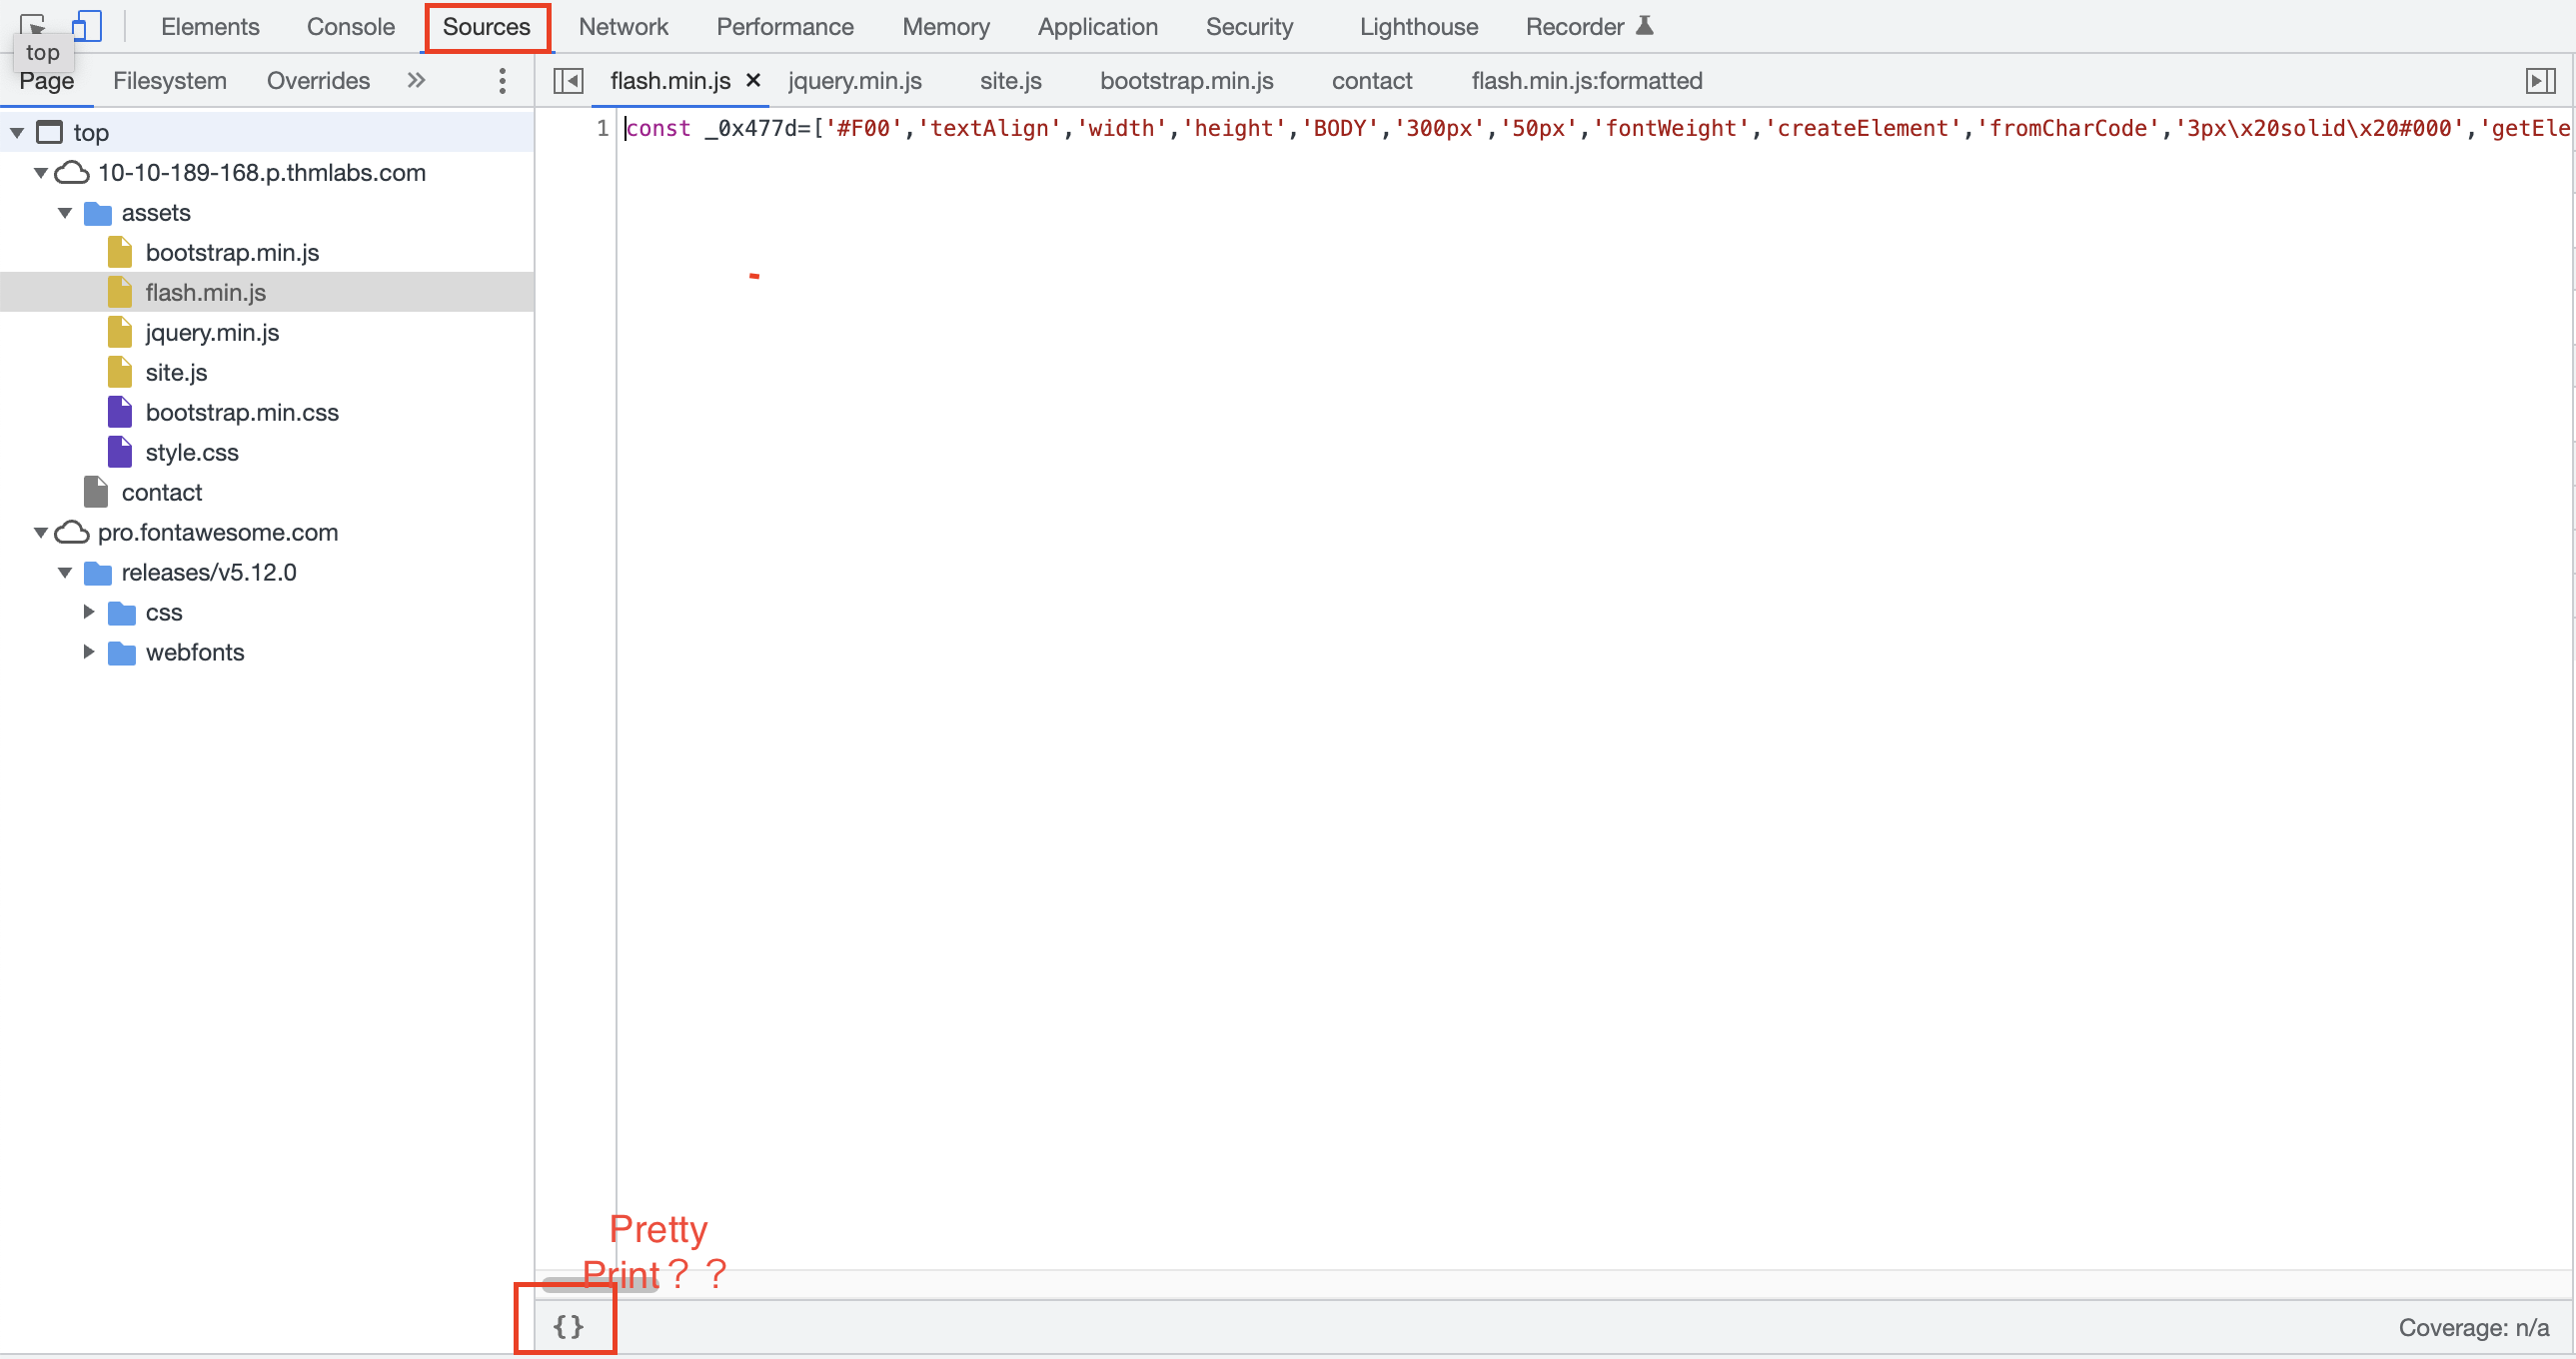 Elements Console Sources Network Performance Memory Application Security Lighthouse Recorder
top
Page Filesystem Overrides »
flash.min.js × jquery.min.js site.js bootstrap.min.js contact flash.min.js:formatted
top
10-10-189-168.p.thmlabs.com
assets
bootstrap.min.js
flash.min.js
jquery.min.js
site.js
bootstrap.min.css
style.css
contact
pro.fontawesome.com
releases/v5.12.0
css
webfonts
1 const _0x477d=['#F00','textAlign','width','height','BODY','300px','50px','fontWeight','createElement','fromCharCode','3px\x20solid\x20#000','getEle
Pretty
Print？？
{}
Coverage: n/a